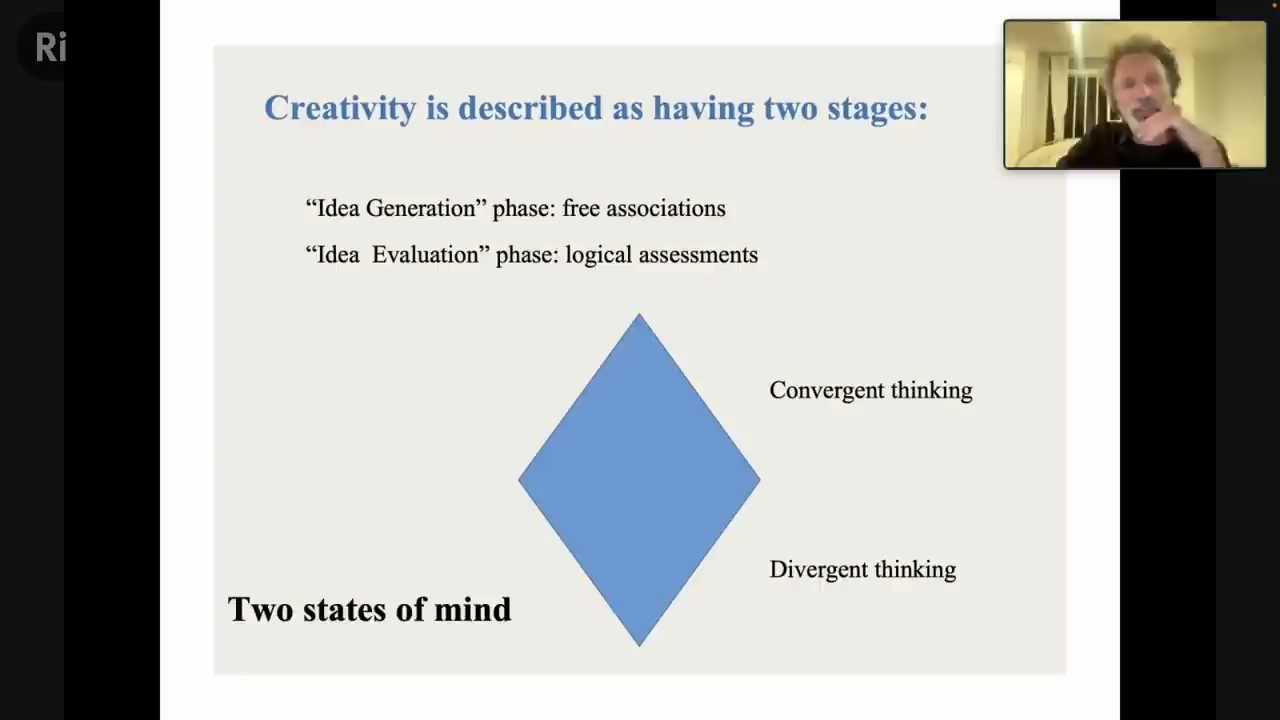 Ri
Creativity is described as having two stages:
“Idea Generation” phase: free associations
“Idea  Evaluation” phase: logical assessments
Convergent thinking
Divergent thinking
Two states of mind